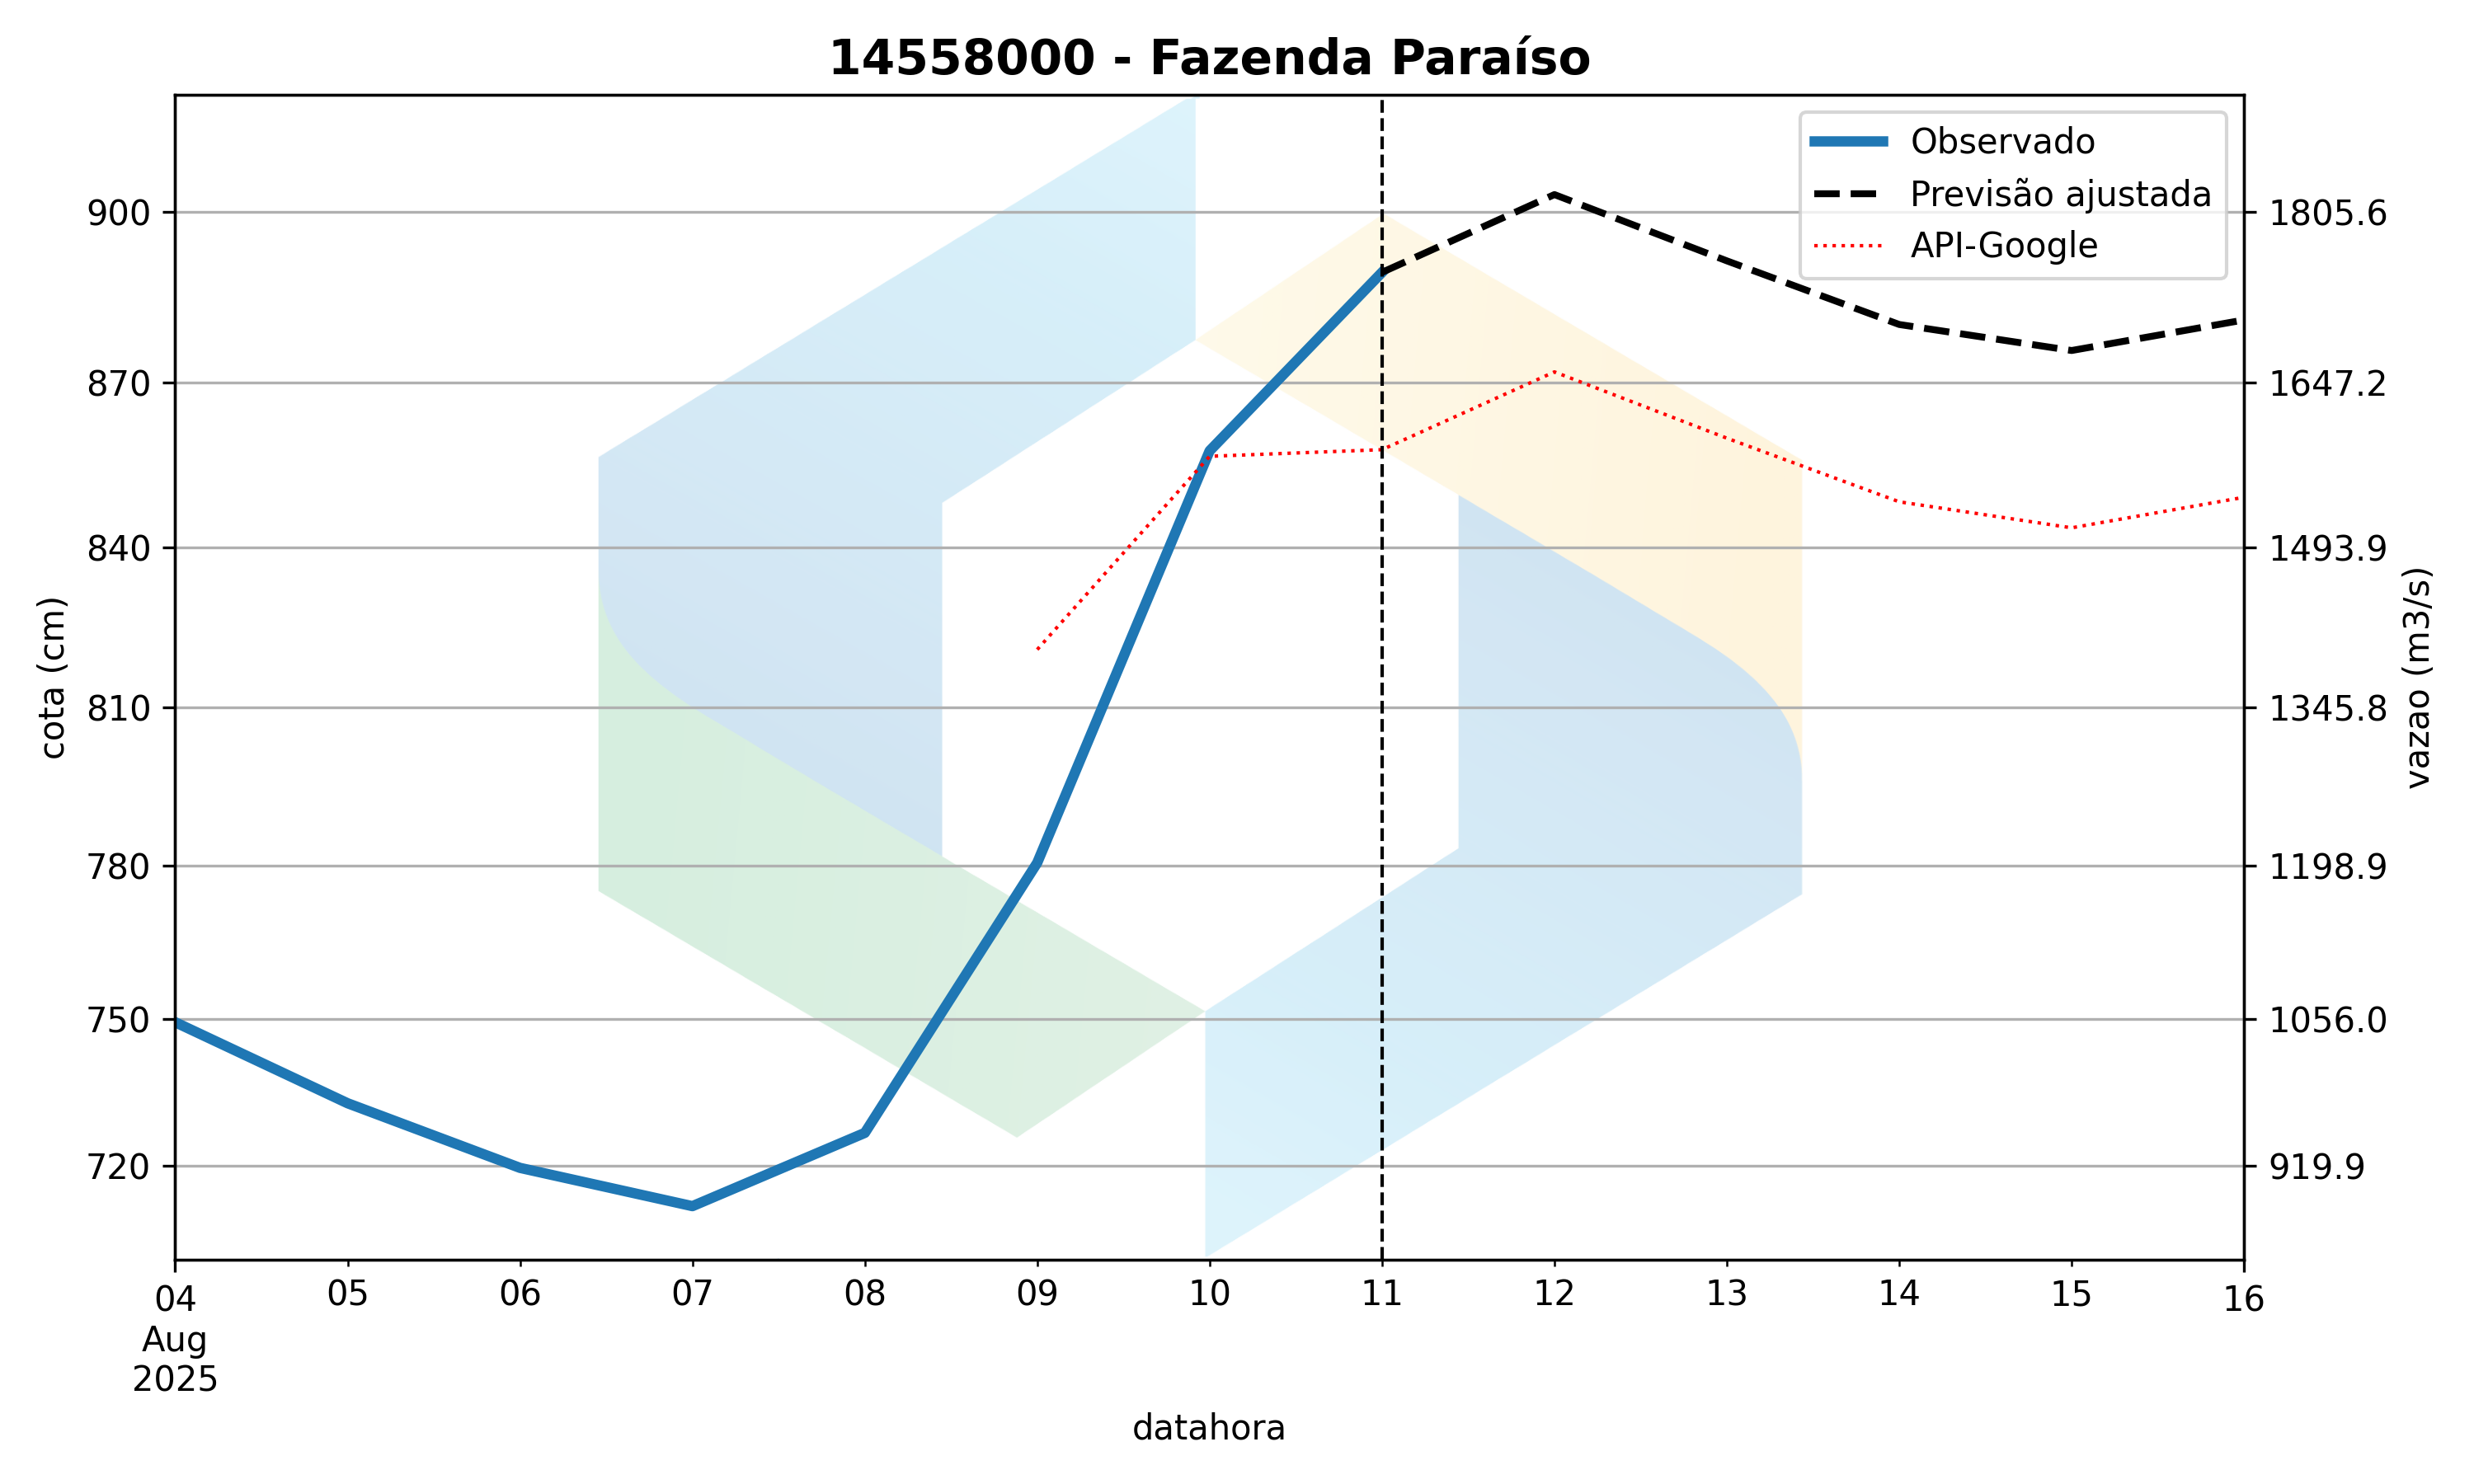 14558000 - Fazenda Paraíso
Observado
Previsão ajustada
API-Google
900
870
840
810
780
750
720
cota (cm)
1805.6
1647.2
1493.9
1345.8
1198.9
1056.0
919.9
vazao (m3/s)
04 05 06 07 08 09 10 11 12 13 14 15 16
Aug
2025
datahora